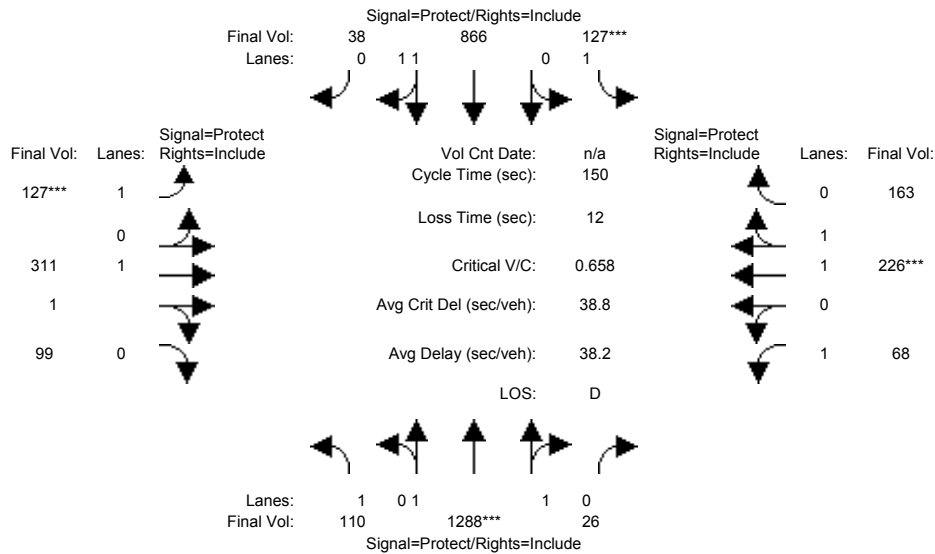 Signal=Protect/Rights=Include
Final Vol: 38 866 127***
Lanes: 0 1 1 0 1
Signal=Protect
Final Vol: Lanes: Rights=Include
Vol Cnt Date: n/a
Signal=Protect
Rights=Include Lanes: Final Vol:
Cycle Time (sec): 150
127*** 1
0 163
Loss Time (sec): 12
0
1
311 1
Critical V/C: 0.658
1 226***
1
Avg Crit Del (sec/veh): 38.8
0
99 0
Avg Delay (sec/veh): 38.2
1 68
LOS: D
Lanes: 1 0 1 1 0
Final Vol: 110 1288*** 26
Signal=Protect/Rights=Include